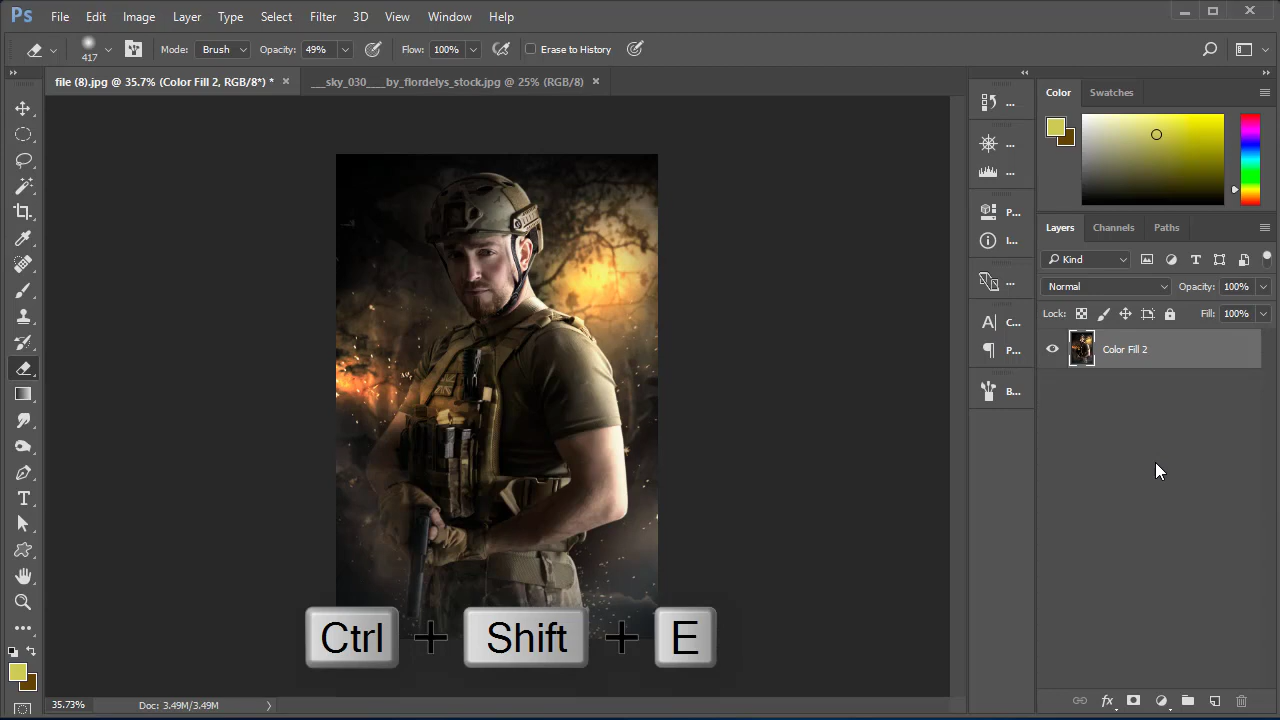 Ps File Edit Image Layer Type Select Filter 3D View Window Help
417 Mode: Brush Opacity: 49% Flow: 100% Erase to History
file (8).jpg @ 35.7% (Color Fill 2, RGB/8*) * ___sky_030____by_flordelys_stock.jpg @ 25% (RGB/8)
Color Swatches
...
...
...
P...
I...
...
C...
P...
B...
Layers Channels Paths
Kind
Normal Opacity: 100%
Lock: Fill: 100%
Color Fill 2
Ctrl + Shift + E
35.73% Doc: 3.49M/3.49M